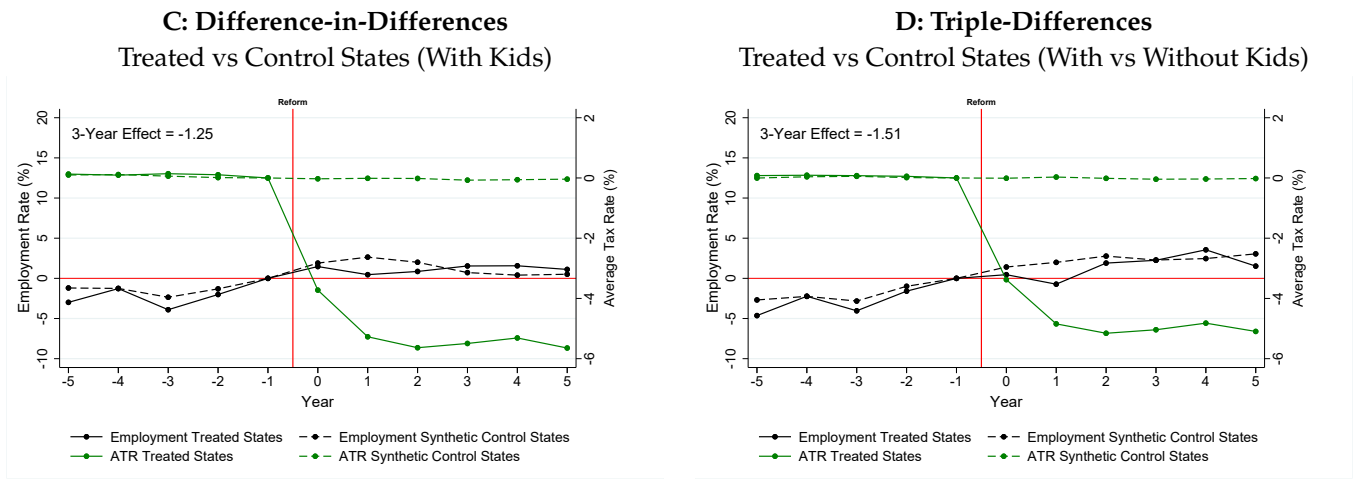 C: Difference-in-Differences
Treated vs Control States (With Kids)
Reform
3-Year Effect = -1.25
Employment Rate (%)
20
15
10
5
0
-5
-10
Average Tax Rate (%)
2
0
-2
-4
-6
-5 -4 -3 -2 -1 0 1 2 3 4 5
Year
Employment Treated States Employment Synthetic Control States
ATR Treated States ATR Synthetic Control States
D: Triple-Differences
Treated vs Control States (With vs Without Kids)
Reform
3-Year Effect = -1.51
Employment Rate (%)
20
15
10
5
0
-5
-10
Average Tax Rate (%)
2
0
-2
-4
-6
-5 -4 -3 -2 -1 0 1 2 3 4 5
Year
Employment Treated States Employment Synthetic Control States
ATR Treated States ATR Synthetic Control States